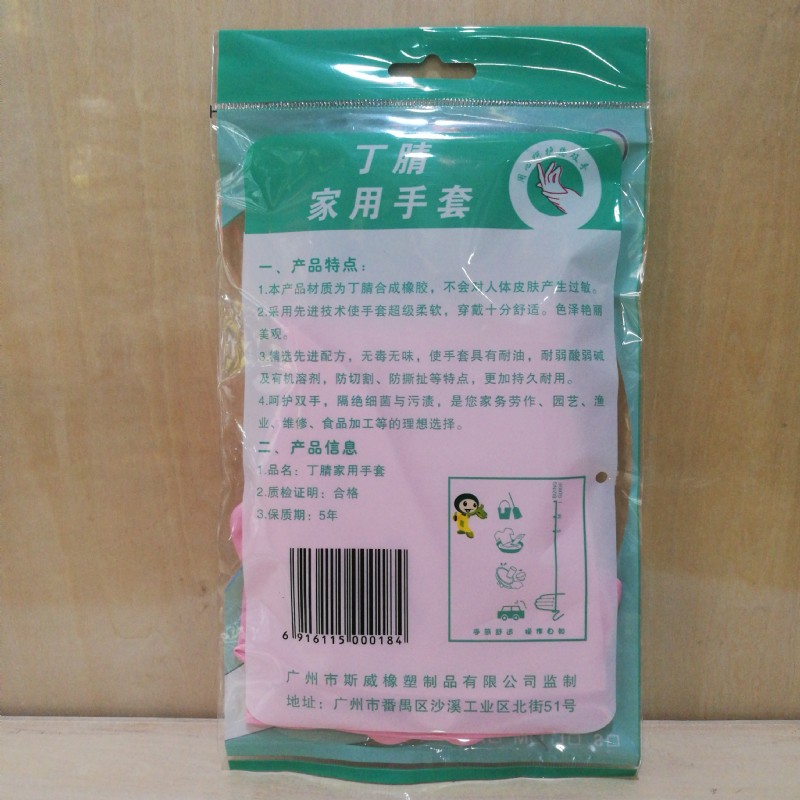 丁腈
家用手套
一、产品特点：
1.本产品材质为丁腈合成橡胶，不会对人体皮肤产生过敏。
2.采用先进技术使手套超级柔软，穿戴十分舒适。色泽艳丽
美观。
3.精选先进配方，无毒无味，使手套具有耐油，耐弱酸弱碱
及有机溶剂，防切割、防撕扯等特点，更加持久耐用。
4.呵护双手，隔绝细菌与污渍，是您家务劳作、园艺、渔
业、维修、食品加工等的理想选择。
二、产品信息
1.品名：丁腈家用手套
2.质检证明：合格
3.保质期：5年
6 916115 000184
广州市斯威橡塑制品有限公司监制
地址：广州市番禺区沙溪工业区北街51号